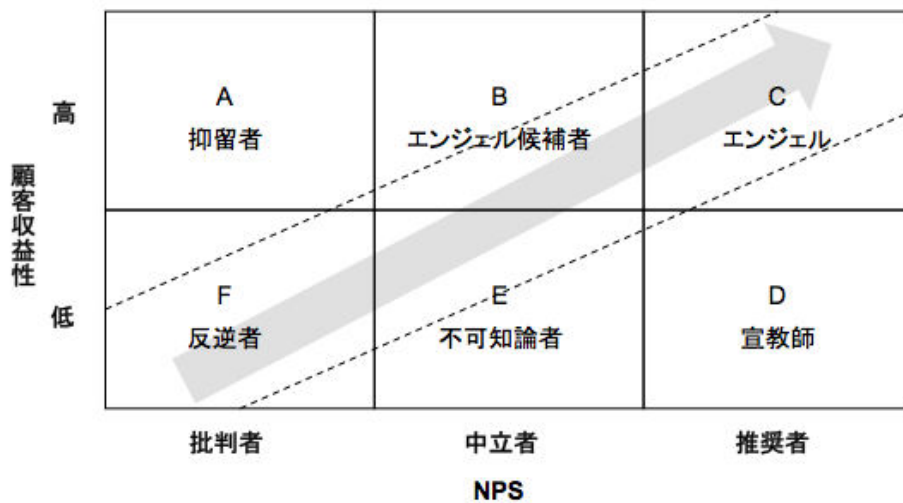 顧客収益性
高
A
抑留者
B
エンジェル候補者
C
エンジェル
低
F
反逆者
E
不可知論者
D
宣教師
批判者
中立者
推奨者
NPS